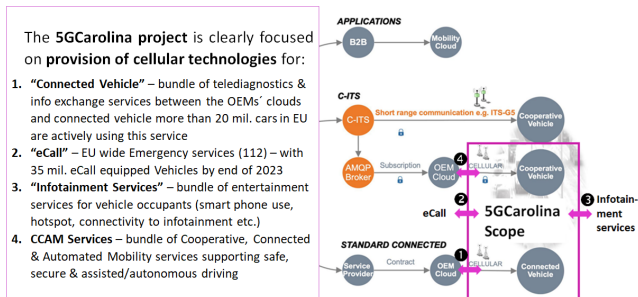 The 5GCarolina project is clearly focused
on provision of cellular technologies for:
1. “Connected Vehicle” – bundle of telediagnostics &
info exchange services between the OEMs´ clouds
and connected vehicle more than 20 mil. cars in EU
are actively using this service
2. “eCall” – EU wide Emergency services (112) – with
35 mil. eCall equipped Vehicles by end of 2023
3. “Infotainment Services” – bundle of entertainment
services for vehicle occupants (smart phone use,
hotspot, connectivity to infotainment etc.)
4. CCAM Services – bundle of Cooperative, Connected
& Automated Mobility services supporting safe,
secure & assisted/autonomous driving
APPLICATIONS
B2B
Mobility
Cloud
C-ITS
Short range communication e.g. ITS-G5
C-ITS
Cooperative
Vehicle
4
AMQP
Broker
Subscription
OEM
Cloud
CELLULAR
Cooperative
Vehicle
2
eCall
5GCarolina
Scope
3 Infotain-
ment
services
STANDARD CONNECTED
1
Service
Provider
Contract
OEM
Cloud
CELLULAR
Connected
Vehicle